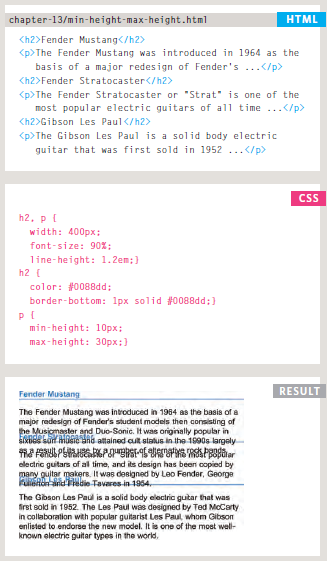 chapter-13/min-height-max-height.html
HTML
<h2>Fender Mustang</h2>
<p>The Fender Mustang was introduced in 1964 as the
basis of a major redesign of Fender's ...</p>
<h2>Fender Stratocaster</h2>
<p>The Fender Stratocaster or "Strat" is one of the
most popular electric guitars of all time ...</p>
<h2>Gibson Les Paul</h2>
<p>The Gibson Les Paul is a solid body electric
guitar that was first sold in 1952 ...</p>
CSS
h2, p {
width: 400px;
font-size: 90%;
line-height: 1.2em;}
h2 {
color: #0088dd;
border-bottom: 1px solid #0088dd;}
p {
min-height: 10px;
max-height: 30px;}
RESULT
Fender Mustang
The Fender Mustang was introduced in 1964 as the basis of a
major redesign of Fender's student models then consisting of
the Musicmaster and Duo-Sonic. It was originally popular in
Fender Stratocaster
sixties surf music and attained cult status in the 1990s largely
as a result of its use by a number of alternative rock bands.
The Fender Stratocaster or "Strat" is one of the most popular
electric guitars of all time, and its design has been copied by
many guitar makers. It was designed by Leo Fender, George
Gibson Les Paul
Fullerton and Fredie Tavares in 1954.
The Gibson Les Paul is a solid body electric guitar that was
first sold in 1952. The Les Paul was designed by Ted McCarty
in collaboration with popular guitarist Les Paul, whom Gibson
enlisted to endorse the new model. It is one of the most well-
known electric guitar types in the world.